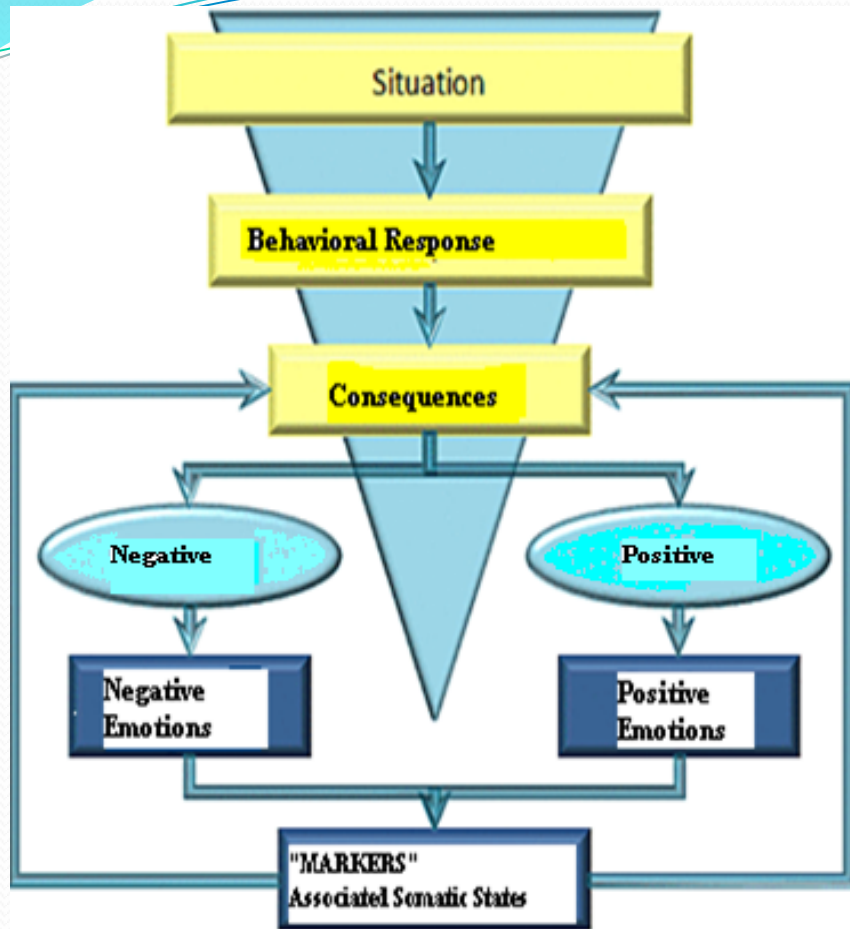 Situation
Behavioral Response
Consequences
Negative
Positive
Negative
Emotions
Positive
Emotions
"MARKERS"
Associated Somatic States